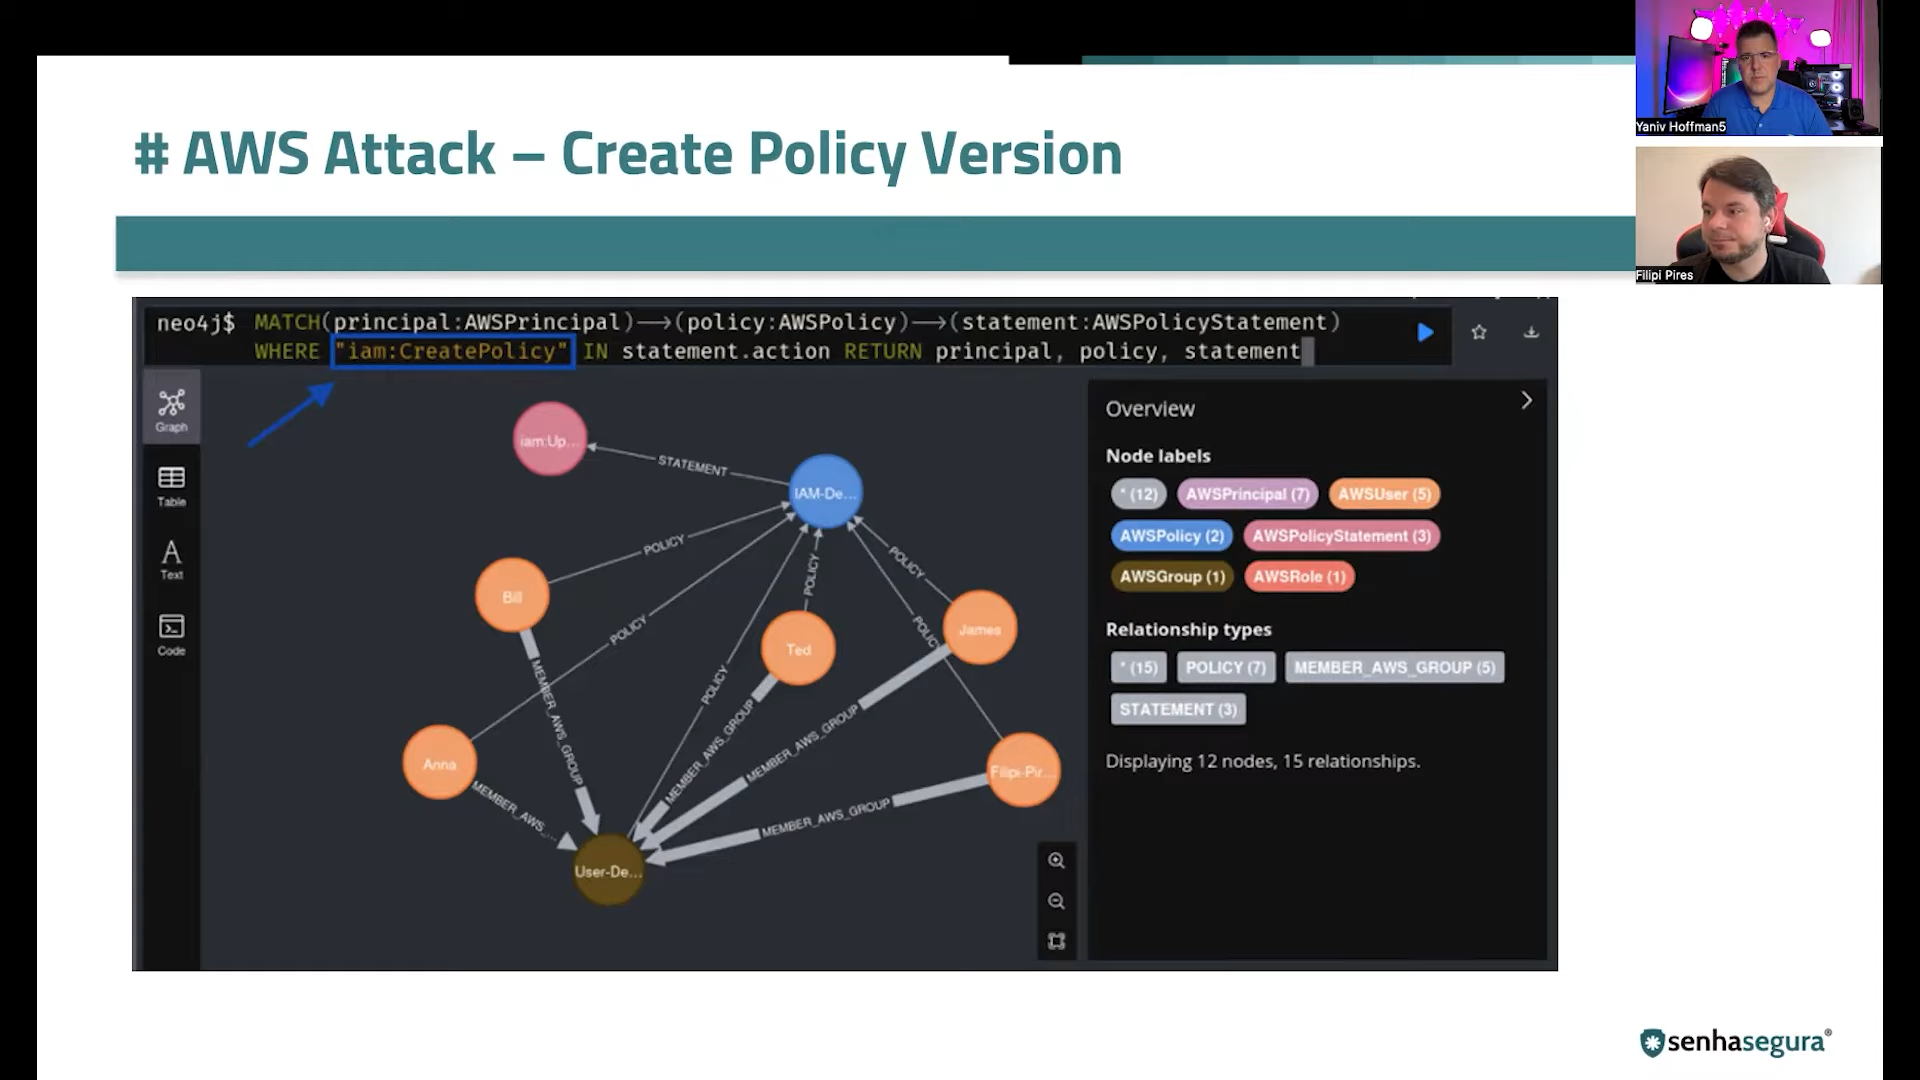 # AWS Attack – Create Policy Version
Yaniv Hoffman5
Filipi Pires
neo4j$ MATCH(principal:AWSPrincipal)-->(policy:AWSPolicy)-->(statement:AWSPolicyStatement)
WHERE "iam:CreatePolicy" IN statement.action RETURN principal, policy, statement
Graph
Table
Text
Code
iam:Up...
STATEMENT
IAM-De...
POLICY
POLICY
POLICY
Bill
POLICY
POLICY
James
Ted
POLICY
MEMBER_AWS_GROUP
MEMBER_AWS_GROUP
MEMBER_AWS_GROUP
Anna
Filipi-Pir...
MEMBER_AWS_...
MEMBER_AWS_GROUP
User-De...
Overview
Node labels
* (12) AWSPrincipal (7) AWSUser (5)
AWSPolicy (2) AWSPolicyStatement (3)
AWSGroup (1) AWSRole (1)
Relationship types
* (15) POLICY (7) MEMBER_AWS_GROUP (5)
STATEMENT (3)
Displaying 12 nodes, 15 relationships.
senhasegura®